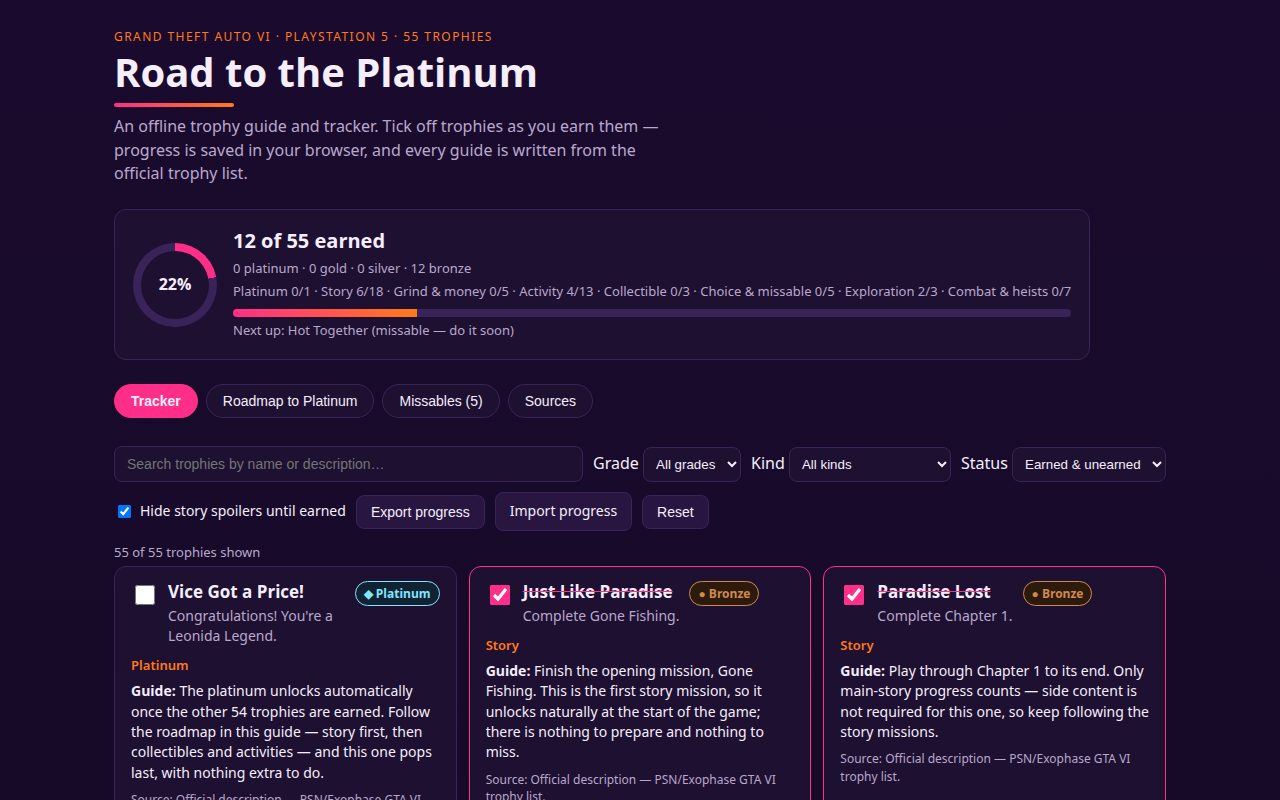 GRAND THEFT AUTO VI · PLAYSTATION 5 · 55 TROPHIES
Road to the Platinum
An offline trophy guide and tracker. Tick off trophies as you earn them —
progress is saved in your browser, and every guide is written from the
official trophy list.
22%
12 of 55 earned
0 platinum · 0 gold · 0 silver · 12 bronze
Platinum 0/1 · Story 6/18 · Grind & money 0/5 · Activity 4/13 · Collectible 0/3 · Choice & missable 0/5 · Exploration 2/3 · Combat & heists 0/7
Next up: Hot Together (missable — do it soon)
Tracker
Roadmap to Platinum
Missables (5)
Sources
Search trophies by name or description…
Grade
All grades
Kind
All kinds
Status
Earned & unearned
Hide story spoilers until earned
Export progress
Import progress
Reset
55 of 55 trophies shown
Vice Got a Price!
◆ Platinum
Congratulations! You're a
Leonida Legend.
Platinum
Guide: The platinum unlocks automatically
once the other 54 trophies are earned. Follow
the roadmap in this guide — story first, then
collectibles and activities — and this one pops
last, with nothing extra to do.
Source: Official description — PSN/Exophase GTA VI
Just Like Paradise
● Bronze
Complete Gone Fishing.
Story
Guide: Finish the opening mission, Gone
Fishing. This is the first story mission, so it
unlocks naturally at the start of the game;
there is nothing to prepare and nothing to
miss.
Source: Official description — PSN/Exophase GTA VI
trophy list.
Paradise Lost
● Bronze
Complete Chapter 1.
Story
Guide: Play through Chapter 1 to its end. Only
main-story progress counts — side content is
not required for this one, so keep following the
story missions.
Source: Official description — PSN/Exophase GTA VI
trophy list.